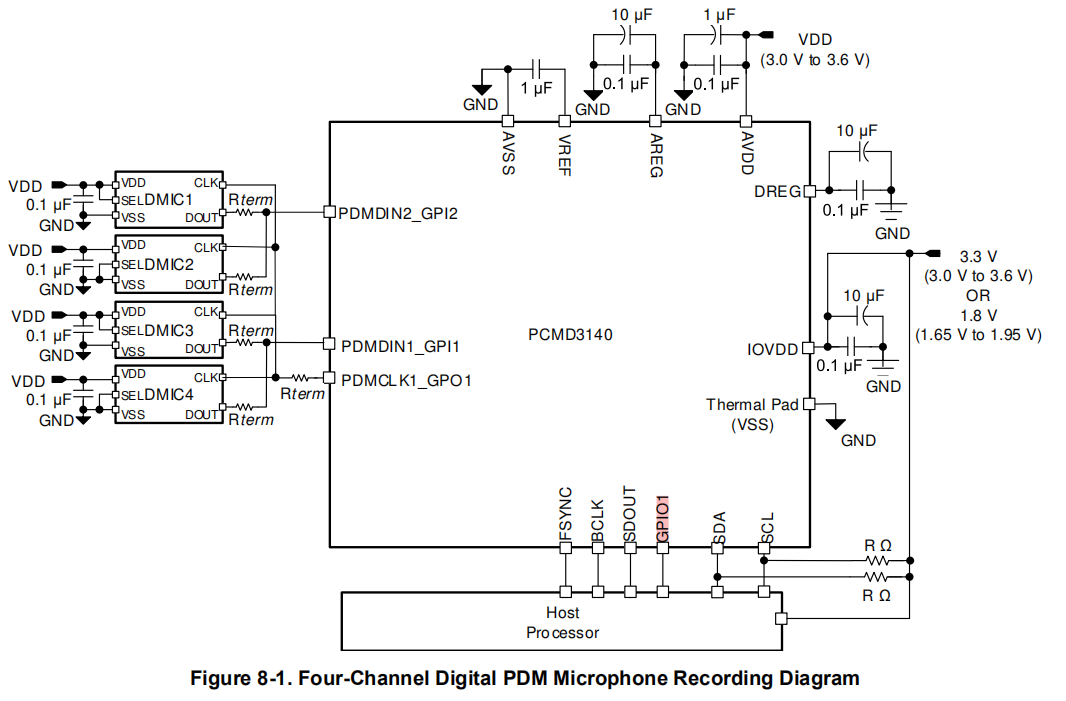 10 µF
1 µF
VDD
(3.0 V to 3.6 V)
1 µF
0.1 µF
0.1 µF
GND
GND
GND
AVSS
VREF
AREG
AVDD
10 µF
DREG
0.1 µF
GND
VDD
0.1 µF
GND
VDD
SEL
VSS
DMIC1
CLK
DOUT
Rterm
PDMDIN2_GPI2
VDD
0.1 µF
GND
VDD
SEL
VSS
DMIC2
CLK
DOUT
Rterm
VDD
0.1 µF
GND
VDD
SEL
VSS
DMIC3
CLK
DOUT
Rterm
PDMDIN1_GPI1
VDD
0.1 µF
GND
VDD
SEL
VSS
DMIC4
CLK
DOUT
Rterm
Rterm
PDMCLK1_GPO1
PCMD3140
3.3 V
(3.0 V to 3.6 V)
OR
1.8 V
(1.65 V to 1.95 V)
10 µF
IOVDD
0.1 µF
GND
Thermal Pad
(VSS)
GND
FSYNC
BCLK
SDOUT
GPIO1
SDA
SCL
R Ω
R Ω
Host
Processor
Figure 8-1. Four-Channel Digital PDM Microphone Recording Diagram